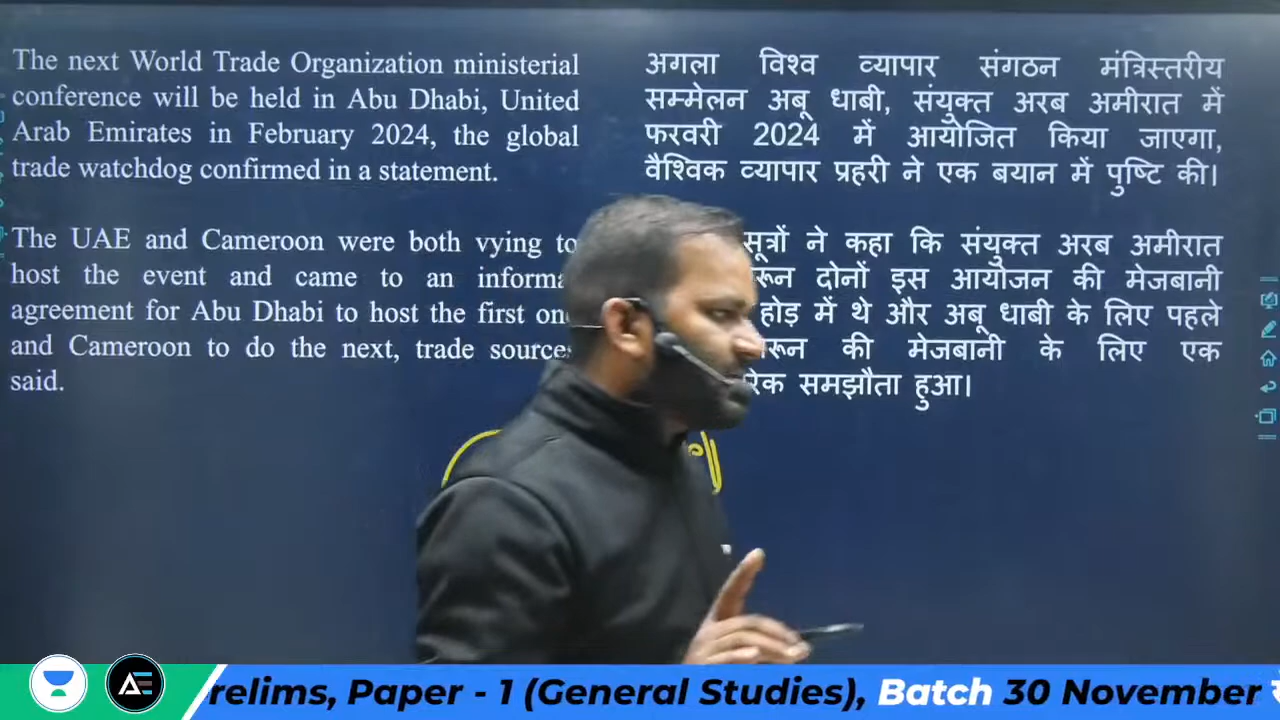 The next World Trade Organization ministerial
conference will be held in Abu Dhabi, United
Arab Emirates in February 2024, the global
trade watchdog confirmed in a statement.
The UAE and Cameroon were both vying to
host the event and came to an
agreement for Abu Dhabi to host the first
and Cameroon to do the next, trade
said.
अगला विश्व व्यापार संगठन मंत्रिस्तरीय
सम्मेलन अबू धाबी, संयुक्त अरब अमीरात में
फरवरी 2024 में आयोजित किया जाएगा,
वैश्विक व्यापार प्रहरी ने एक बयान में पुष्टि की।
सूत्रों ने कहा कि संयुक्त अरब अमीरात
दोनों इस आयोजन की मेजबानी
होड़ में थे और अबू धाबी के लिए पहले
की मेजबानी के लिए एक
समझौता हुआ।
Paper - 1 (General Studies), Batch 30 November